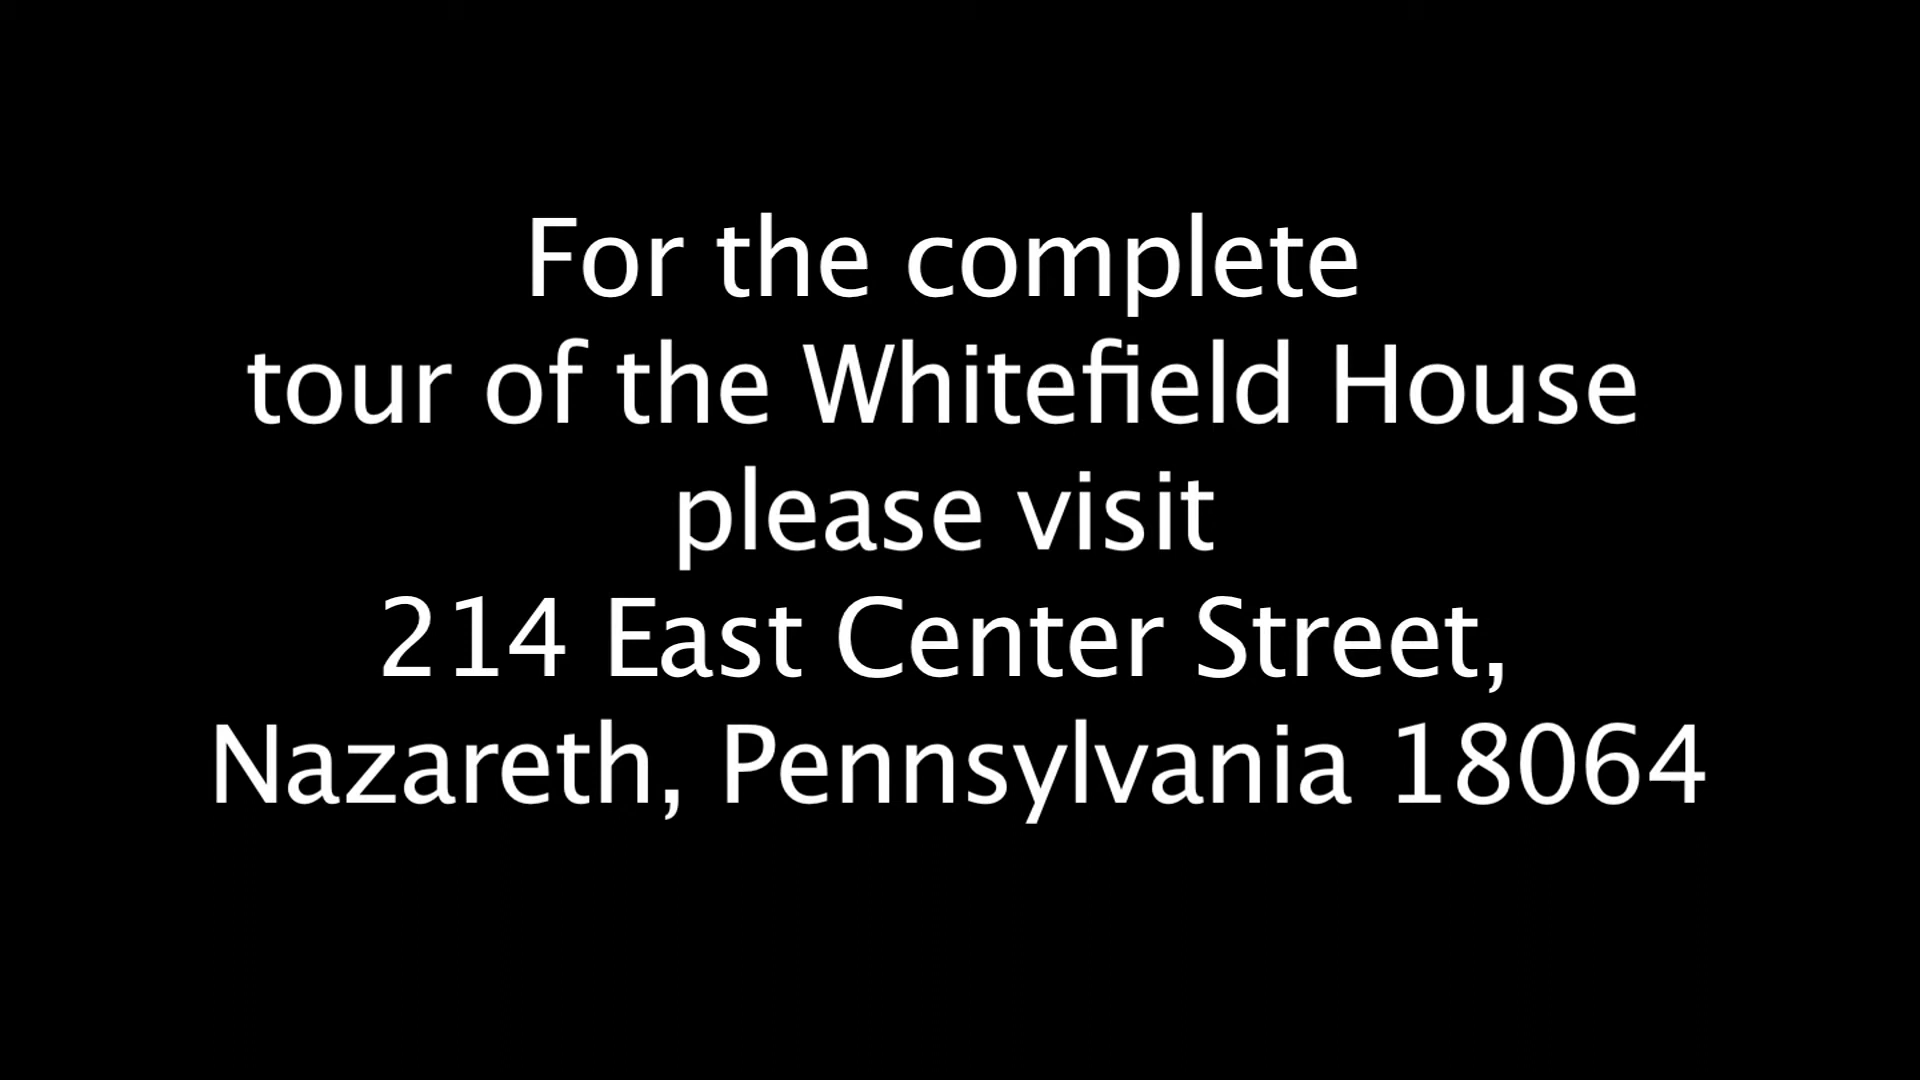 For the complete
tour of the Whitefield House
please visit
214 East Center Street,
Nazareth, Pennsylvania 18064